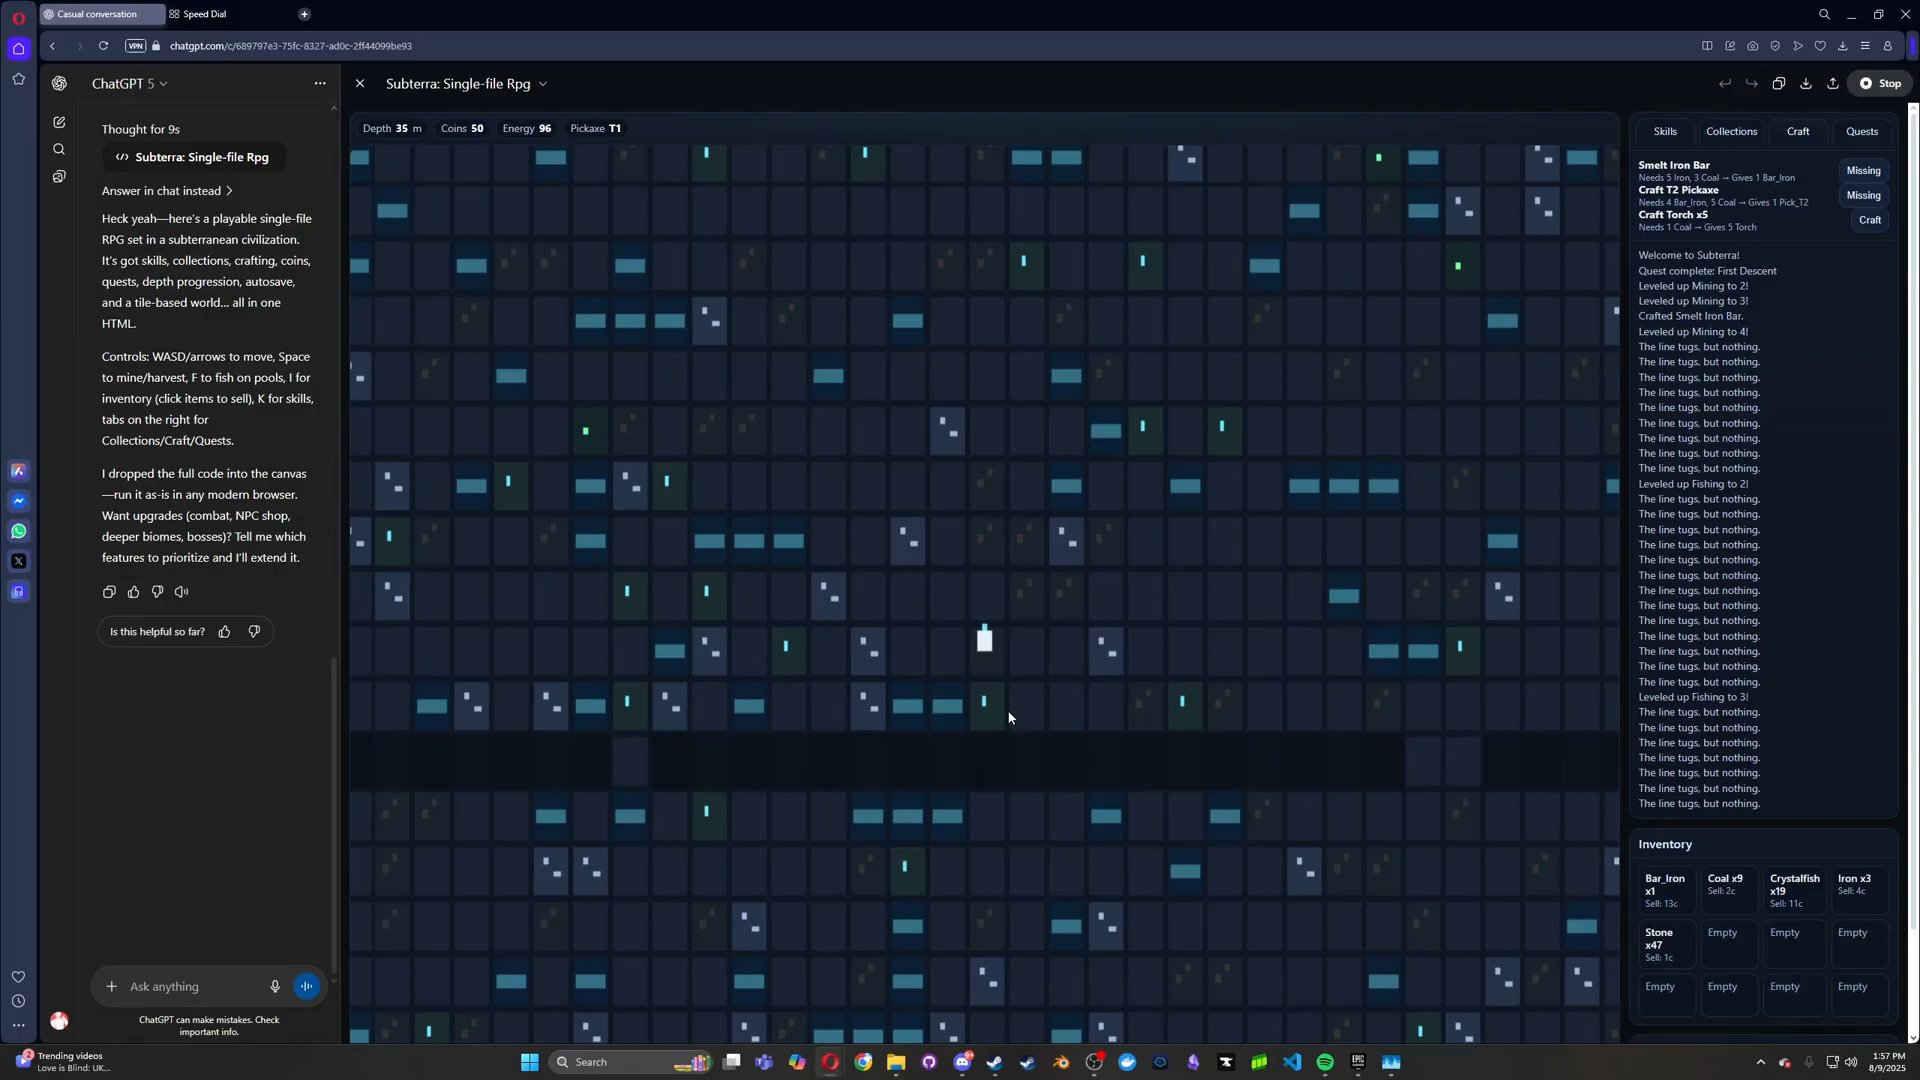 Casual conversation
Speed Dial
VPN
chatgpt.com/c/689797e3-75fc-8327-ad0c-2ff44099be93
ChatGPT 5
Thought for 9s
Subterra: Single-file Rpg
Answer in chat instead
Heck yeah—here's a playable single-file
RPG set in a subterranean civilization.
It's got skills, collections, crafting, coins,
quests, depth progression, autosave,
and a tile-based world… all in one
HTML.
Controls: WASD/arrows to move, Space
to mine/harvest, F to fish on pools, I for
inventory (click items to sell), K for skills,
tabs on the right for
Collections/Craft/Quests.
I dropped the full code into the canvas
—run it as-is in any modern browser.
Want upgrades (combat, NPC shop,
deeper biomes, bosses)? Tell me which
features to prioritize and I'll extend it.
Is this helpful so far?
Ask anything
ChatGPT can make mistakes. Check
important info.
Subterra: Single-file Rpg
Stop
Depth 35 m
Coins 50
Energy 96
Pickaxe T1
Skills
Collections
Craft
Quests
Smelt Iron Bar
Needs 5 Iron, 3 Coal → Gives 1 Bar_Iron
Missing
Craft T2 Pickaxe
Needs 4 Bar_Iron, 5 Coal → Gives 1 Pick_T2
Missing
Craft Torch x5
Needs 1 Coal → Gives 5 Torch
Craft
Welcome to Subterra!
Quest complete: First Descent
Leveled up Mining to 2!
Leveled up Mining to 3!
Crafted Smelt Iron Bar.
Leveled up Mining to 4!
The line tugs, but nothing.
The line tugs, but nothing.
The line tugs, but nothing.
The line tugs, but nothing.
The line tugs, but nothing.
The line tugs, but nothing.
The line tugs, but nothing.
The line tugs, but nothing.
The line tugs, but nothing.
Leveled up Fishing to 2!
The line tugs, but nothing.
The line tugs, but nothing.
The line tugs, but nothing.
The line tugs, but nothing.
The line tugs, but nothing.
The line tugs, but nothing.
The line tugs, but nothing.
The line tugs, but nothing.
The line tugs, but nothing.
The line tugs, but nothing.
The line tugs, but nothing.
The line tugs, but nothing.
The line tugs, but nothing.
Leveled up Fishing to 3!
The line tugs, but nothing.
The line tugs, but nothing.
The line tugs, but nothing.
The line tugs, but nothing.
The line tugs, but nothing.
The line tugs, but nothing.
The line tugs, but nothing.
Inventory
Bar_Iron
x1
Sell: 13c
Coal x9
Sell: 2c
Crystalfish
x19
Sell: 11c
Iron x3
Sell: 4c
Stone
x47
Sell: 1c
Empty
Empty
Empty
Empty
Empty
Empty
Empty
2
Trending videos
Love is Blind: UK...
Search
9+
EPIC
1:57 PM
8/9/2025